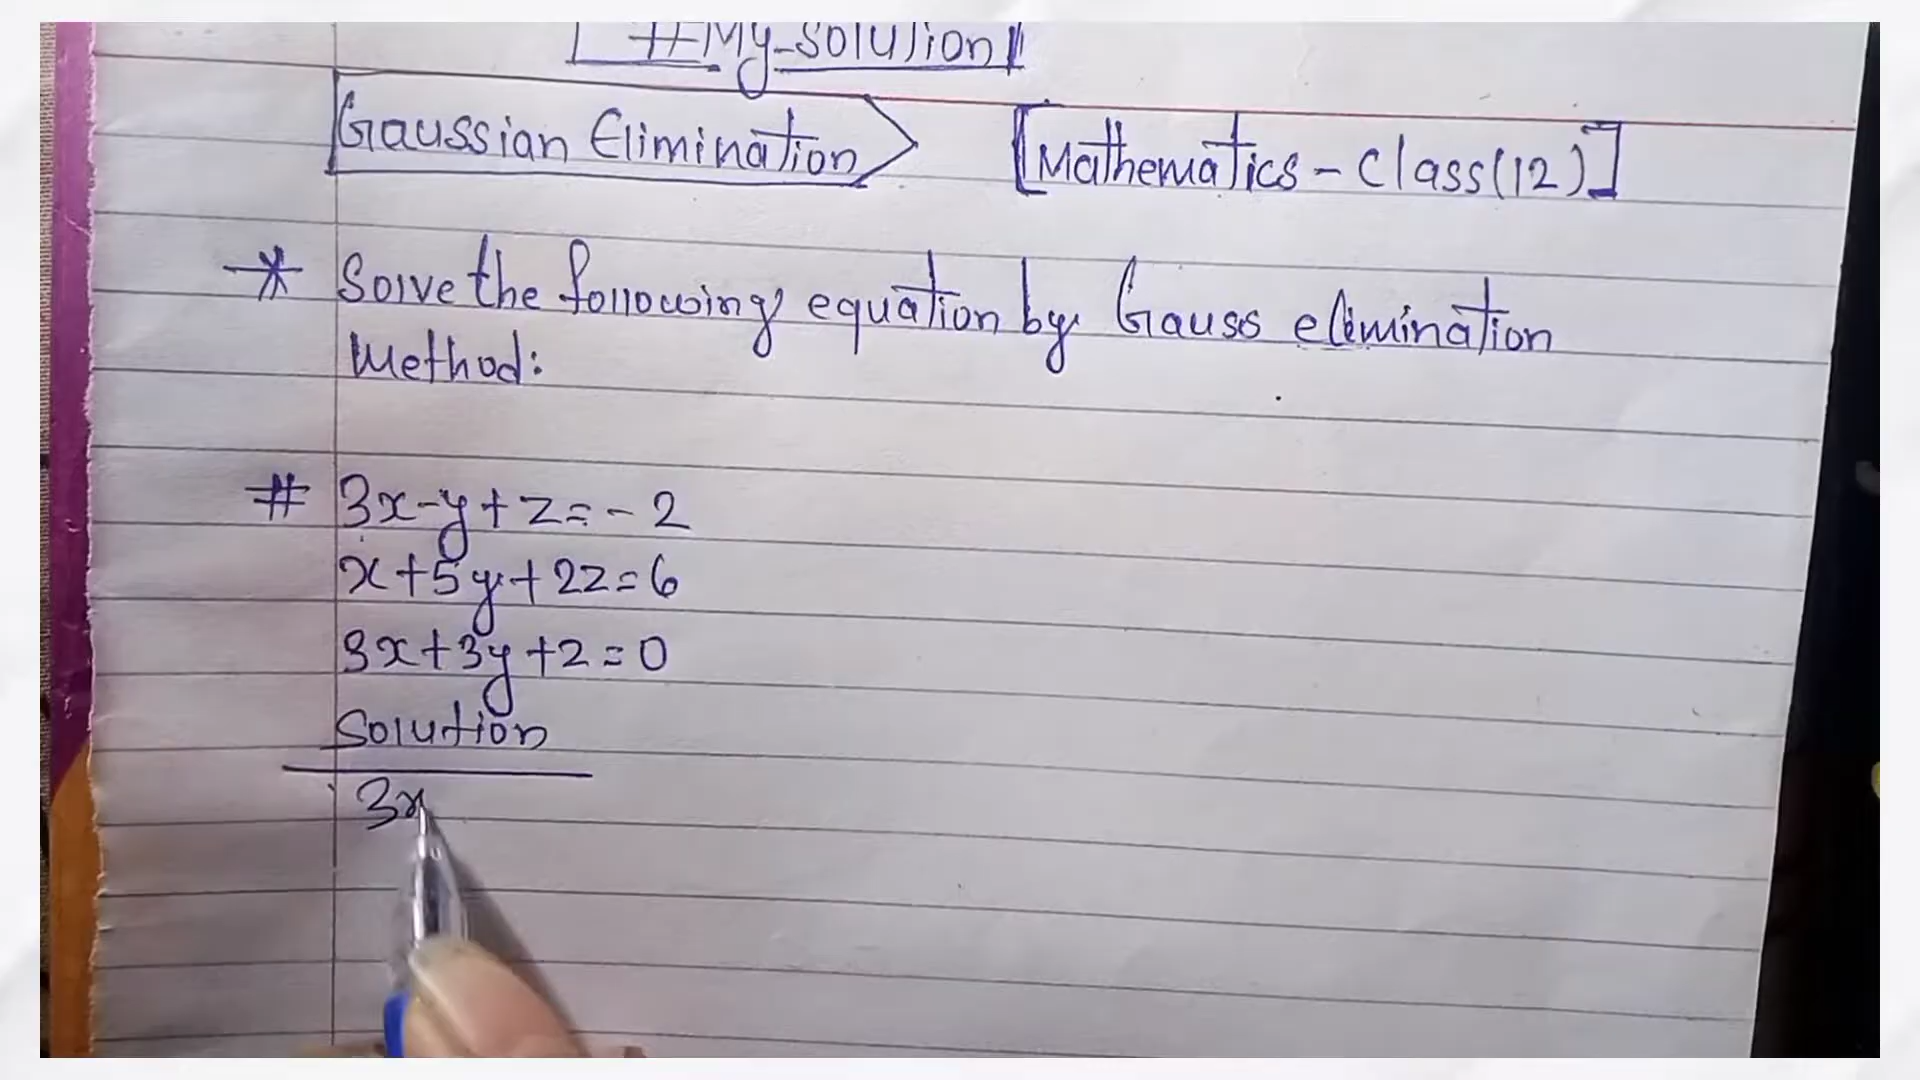 #My-solution
Gaussian Elimination [Mathematics - Class(12)]
* Solve the following equation by Gauss elimination
Method:
# 3x-y+z=-2
x+5y+2z=6
3x+3y+z=0
Solution
3x